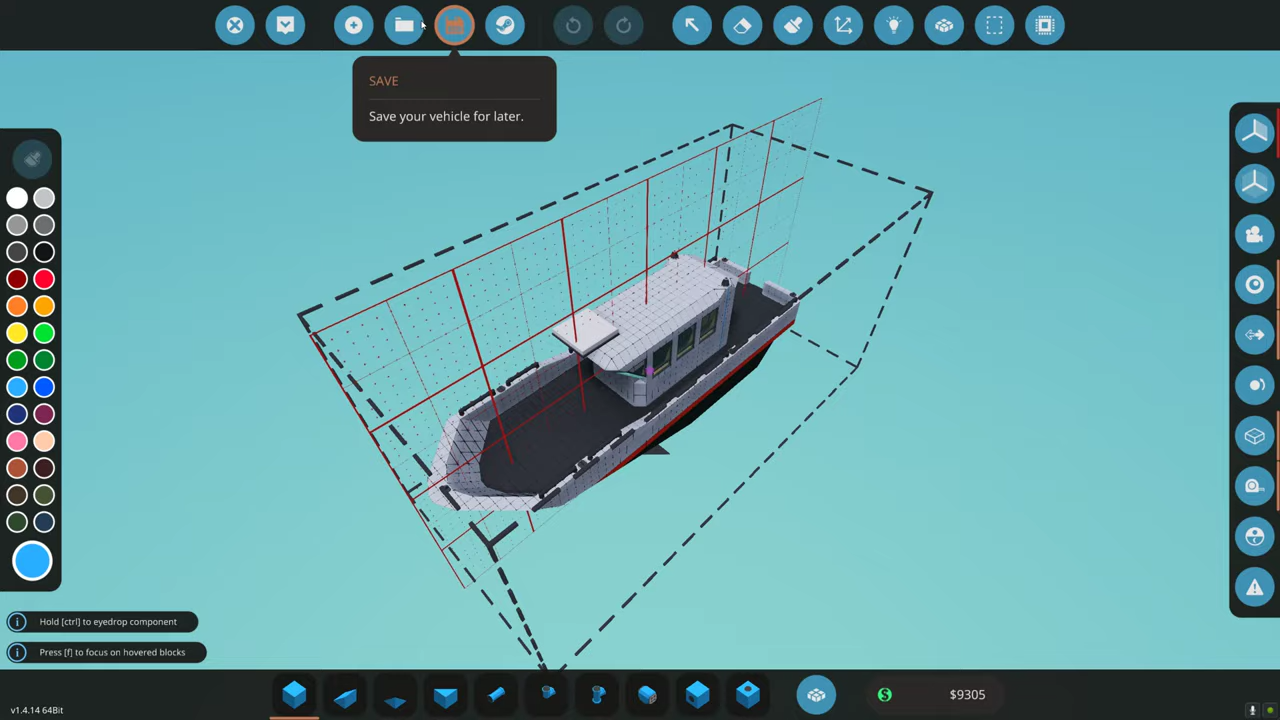 SAVE
Save your vehicle for later.
Hold [ctrl] to eyedrop component
Press [f] to focus on hovered blocks
$9305
v1.4.14 64Bit